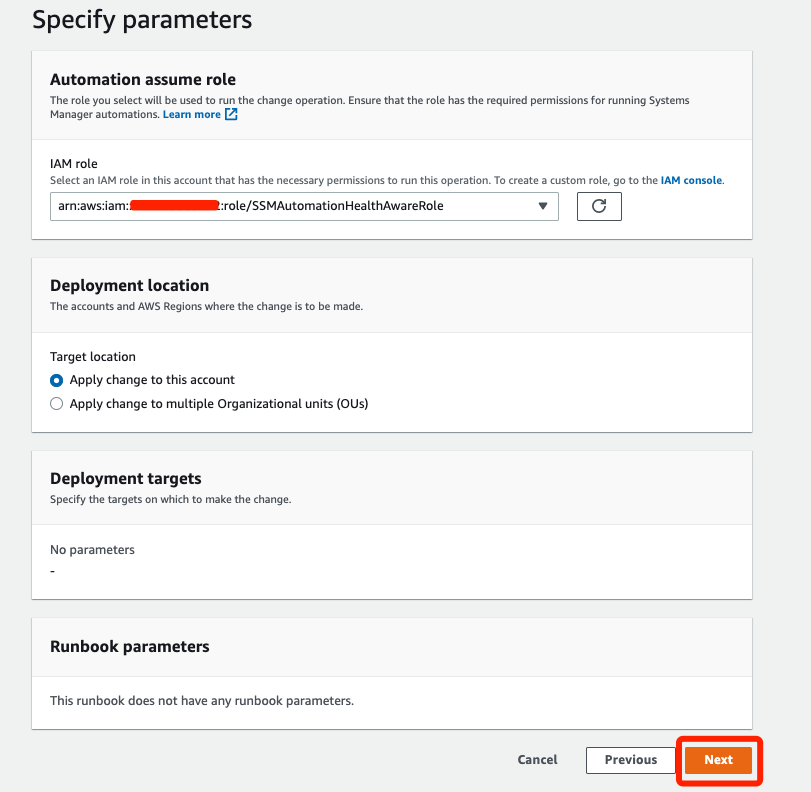 Specify parameters
Automation assume role
The role you select will be used to run the change operation. Ensure that the role has the required permissions for running Systems
Manager automations. Learn more
IAM role
Select an IAM role in this account that has the necessary permissions to run this operation. To create a custom role, go to the IAM console.
arn:aws:iam: :role/SSMAutomationHealthAwareRole
Deployment location
The accounts and AWS Regions where the change is to be made.
Target location
Apply change to this account
Apply change to multiple Organizational units (OUs)
Deployment targets
Specify the targets on which to make the change.
No parameters
-
Runbook parameters
This runbook does not have any runbook parameters.
Cancel Previous Next